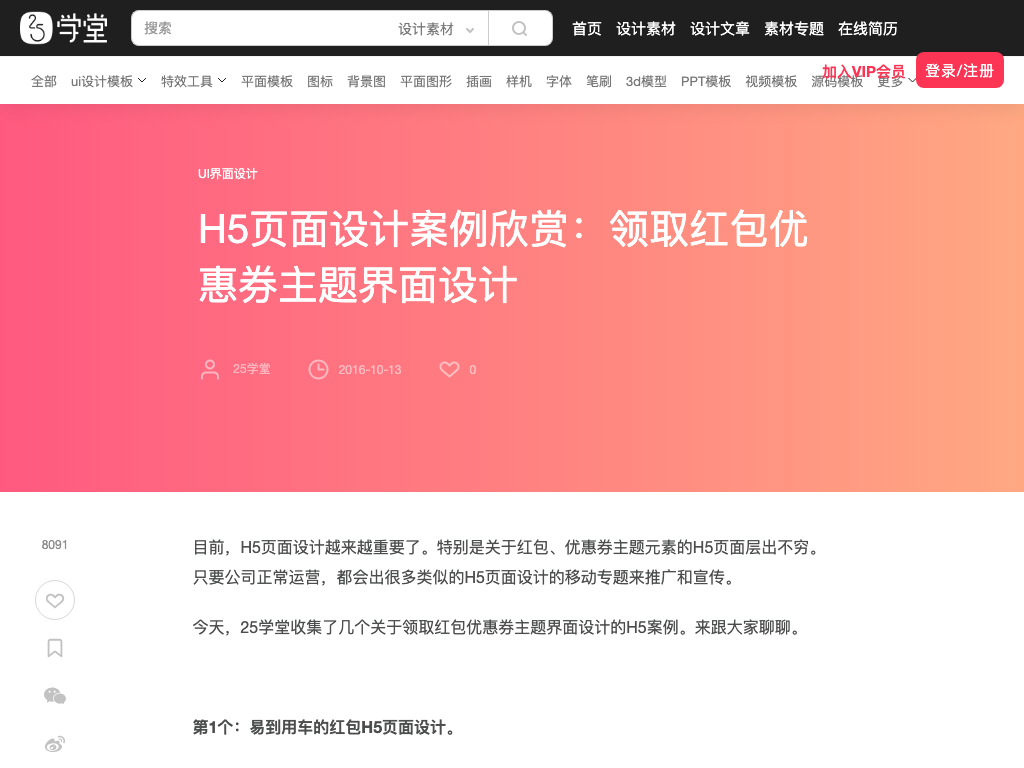 25学堂
搜索
设计素材
首页 设计素材 设计文章 素材专题 在线简历
加入VIP会员
登录/注册
全部 ui设计模板 特效工具 平面模板 图标 背景图 平面图形 插画 样机 字体 笔刷 3d模型 PPT模板 视频模板 源码模板 更多
UI界面设计
H5页面设计案例欣赏：领取红包优
惠券主题界面设计
25学堂 2016-10-13 0
8091
目前，H5页面设计越来越重要了。特别是关于红包、优惠券主题元素的H5页面层出不穷。
只要公司正常运营，都会出很多类似的H5页面设计的移动专题来推广和宣传。
今天，25学堂收集了几个关于领取红包优惠券主题界面设计的H5案例。来跟大家聊聊。
第1个：易到用车的红包H5页面设计。